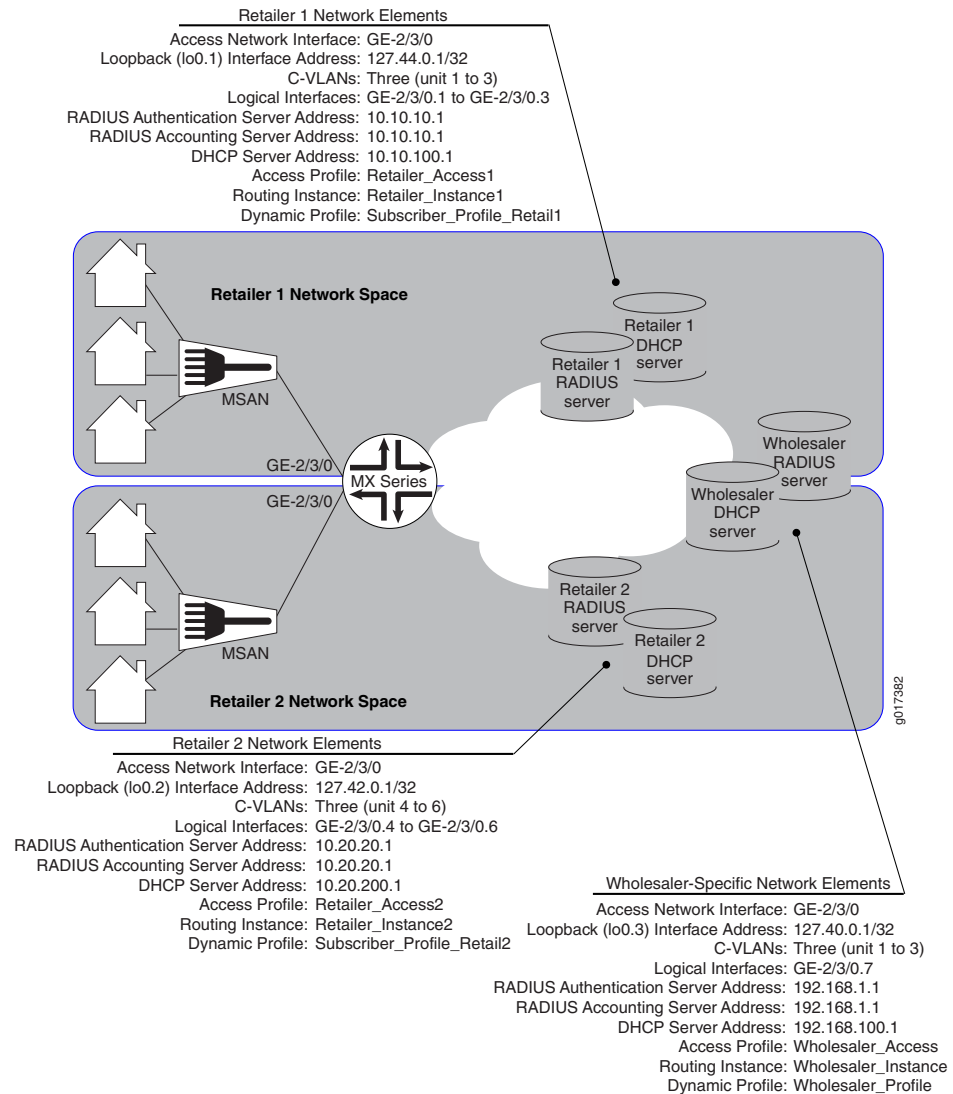 Retailer 1 Network Elements
Access Network Interface: GE-2/3/0
Loopback (lo0.1) Interface Address: 127.44.0.1/32
C-VLANs: Three (unit 1 to 3)
Logical Interfaces: GE-2/3/0.1 to GE-2/3/0.3
RADIUS Authentication Server Address: 10.10.10.1
RADIUS Accounting Server Address: 10.10.10.1
DHCP Server Address: 10.10.100.1
Access Profile: Retailer_Access1
Routing Instance: Retailer_Instance1
Dynamic Profile: Subscriber_Profile_Retail1
Retailer 1 Network Space
MSAN
GE-2/3/0
Retailer 1
DHCP
server
Retailer 1
RADIUS
server
MX Series
Wholesaler
RADIUS
server
Wholesaler
DHCP
server
GE-2/3/0
MSAN
Retailer 2 Network Space
Retailer 2
RADIUS
server
Retailer 2
DHCP
server
g017382
Retailer 2 Network Elements
Access Network Interface: GE-2/3/0
Loopback (lo0.2) Interface Address: 127.42.0.1/32
C-VLANs: Three (unit 4 to 6)
Logical Interfaces: GE-2/3/0.4 to GE-2/3/0.6
RADIUS Authentication Server Address: 10.20.20.1
RADIUS Accounting Server Address: 10.20.20.1
DHCP Server Address: 10.20.200.1
Access Profile: Retailer_Access2
Routing Instance: Retailer_Instance2
Dynamic Profile: Subscriber_Profile_Retail2
Wholesaler-Specific Network Elements
Access Network Interface: GE-2/3/0
Loopback (lo0.3) Interface Address: 127.40.0.1/32
C-VLANs: Three (unit 1 to 3)
Logical Interfaces: GE-2/3/0.7
RADIUS Authentication Server Address: 192.168.1.1
RADIUS Accounting Server Address: 192.168.1.1
DHCP Server Address: 192.168.100.1
Access Profile: Wholesaler_Access
Routing Instance: Wholesaler_Instance
Dynamic Profile: Wholesaler_Profile